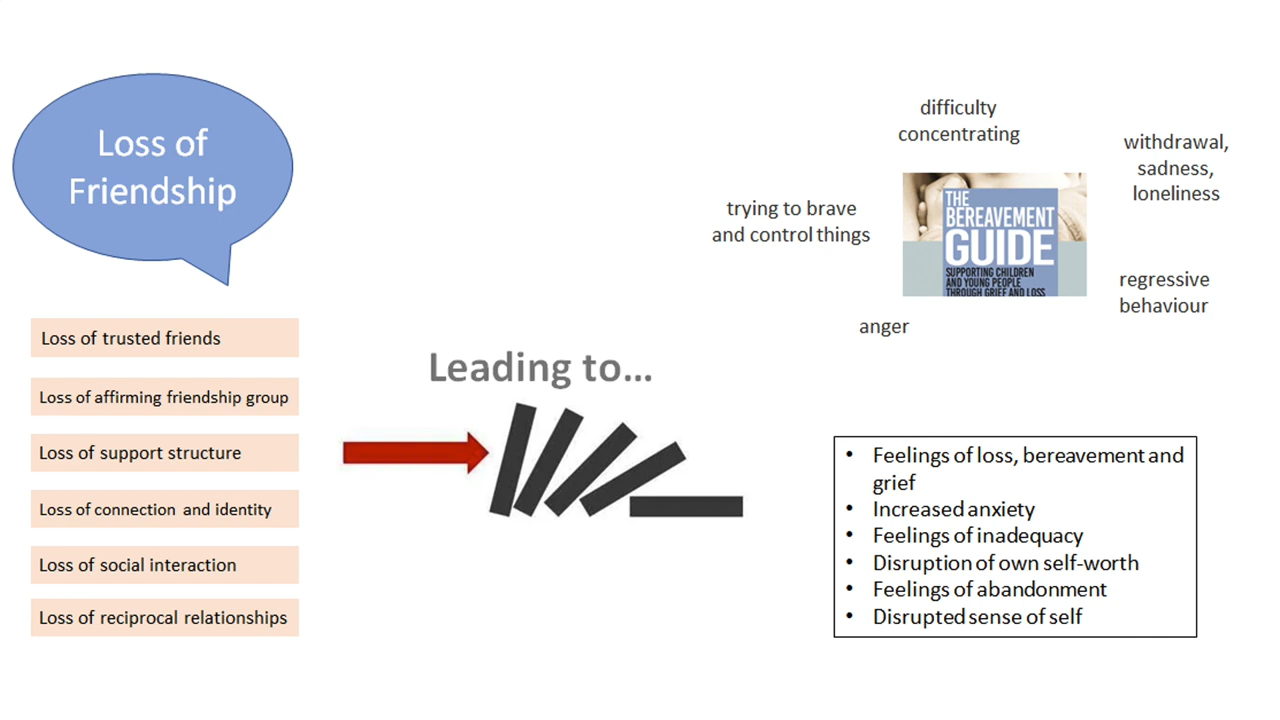 Loss of
Friendship
Loss of trusted friends
Loss of affirming friendship group
Loss of support structure
Loss of connection and identity
Loss of social interaction
Loss of reciprocal relationships
Leading to...
difficulty
concentrating
withdrawal,
sadness,
loneliness
trying to brave
and control things
THE
BEREAVEMENT
GUIDE
SUPPORTING CHILDREN
AND YOUNG PEOPLE
THROUGH GRIEF AND LOSS
regressive
behaviour
anger
• Feelings of loss, bereavement and
grief
• Increased anxiety
• Feelings of inadequacy
• Disruption of own self-worth
• Feelings of abandonment
• Disrupted sense of self